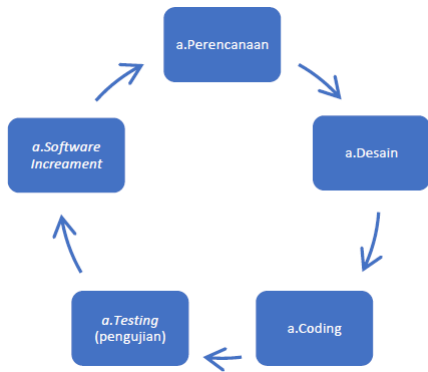 a.Perencanaan
a.Desain
a.Coding
a.Testing
(pengujian)
a.Software
Increament